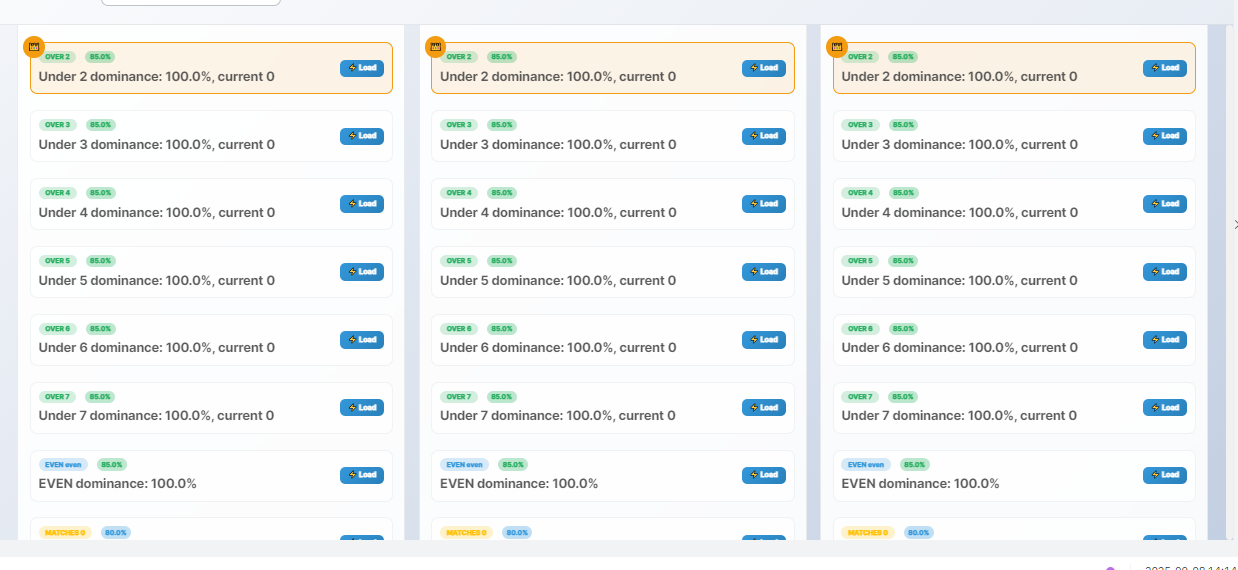 OVER 2 85.0%
Under 2 dominance: 100.0%, current 0
Load
OVER 3 85.0%
Under 3 dominance: 100.0%, current 0
Load
OVER 4 85.0%
Under 4 dominance: 100.0%, current 0
Load
OVER 5 85.0%
Under 5 dominance: 100.0%, current 0
Load
OVER 6 85.0%
Under 6 dominance: 100.0%, current 0
Load
OVER 7 85.0%
Under 7 dominance: 100.0%, current 0
Load
EVEN even 85.0%
EVEN dominance: 100.0%
Load
MATCHES 0 80.0%
OVER 2 85.0%
Under 2 dominance: 100.0%, current 0
Load
OVER 3 85.0%
Under 3 dominance: 100.0%, current 0
Load
OVER 4 85.0%
Under 4 dominance: 100.0%, current 0
Load
OVER 5 85.0%
Under 5 dominance: 100.0%, current 0
Load
OVER 6 85.0%
Under 6 dominance: 100.0%, current 0
Load
OVER 7 85.0%
Under 7 dominance: 100.0%, current 0
Load
EVEN even 85.0%
EVEN dominance: 100.0%
Load
MATCHES 0 80.0%
OVER 2 85.0%
Under 2 dominance: 100.0%, current 0
Load
OVER 3 85.0%
Under 3 dominance: 100.0%, current 0
Load
OVER 4 85.0%
Under 4 dominance: 100.0%, current 0
Load
OVER 5 85.0%
Under 5 dominance: 100.0%, current 0
Load
OVER 6 85.0%
Under 6 dominance: 100.0%, current 0
Load
OVER 7 85.0%
Under 7 dominance: 100.0%, current 0
Load
EVEN even 85.0%
EVEN dominance: 100.0%
Load
MATCHES 0 80.0%